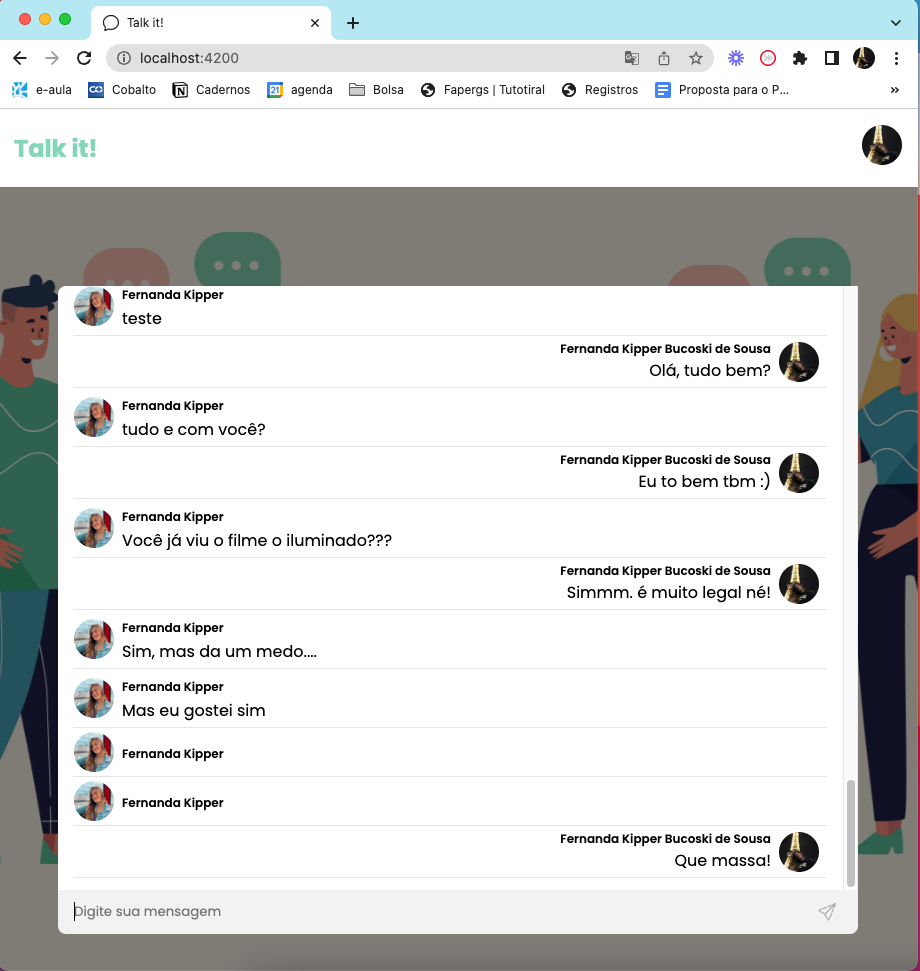 Talk it!
localhost:4200
e-aula
Cobalto
Cadernos
21
agenda
Bolsa
Fapergs | Tutotiral
Registros
Proposta para o P...
Talk it!
Fernanda Kipper
teste
Fernanda Kipper Bucoski de Sousa
Olá, tudo bem?
Fernanda Kipper
tudo e com você?
Fernanda Kipper Bucoski de Sousa
Eu to bem tbm :)
Fernanda Kipper
Você já viu o filme o iluminado???
Fernanda Kipper Bucoski de Sousa
Simmm. é muito legal né!
Fernanda Kipper
Sim, mas da um medo....
Fernanda Kipper
Mas eu gostei sim
Fernanda Kipper
Fernanda Kipper
Fernanda Kipper Bucoski de Sousa
Que massa!
Digite sua mensagem